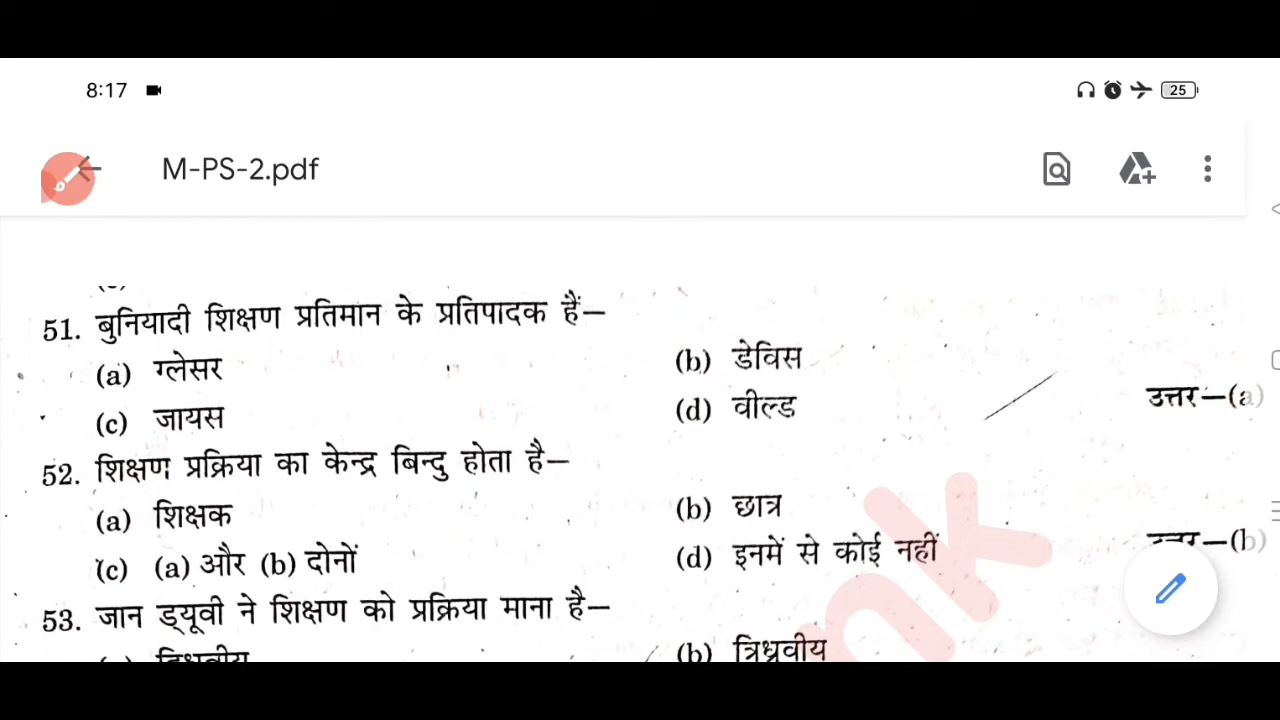 8:17
25
M-PS-2.pdf
51. बुनियादी शिक्षण प्रतिमान के प्रतिपादक हैं—
(a) ग्लेसर
(b) डेविस
(c) जायस
(d) वील्ड
उत्तर—(a)
52. शिक्षण प्रक्रिया का केन्द्र बिन्दु होता है—
(a) शिक्षक
(b) छात्र
(c) (a) और (b) दोनों
(d) इनमें से कोई नहीं
—(b)
53. जान ड्यूवी ने शिक्षण को प्रक्रिया माना है—
(b) त्रिध्रुवीय
nk